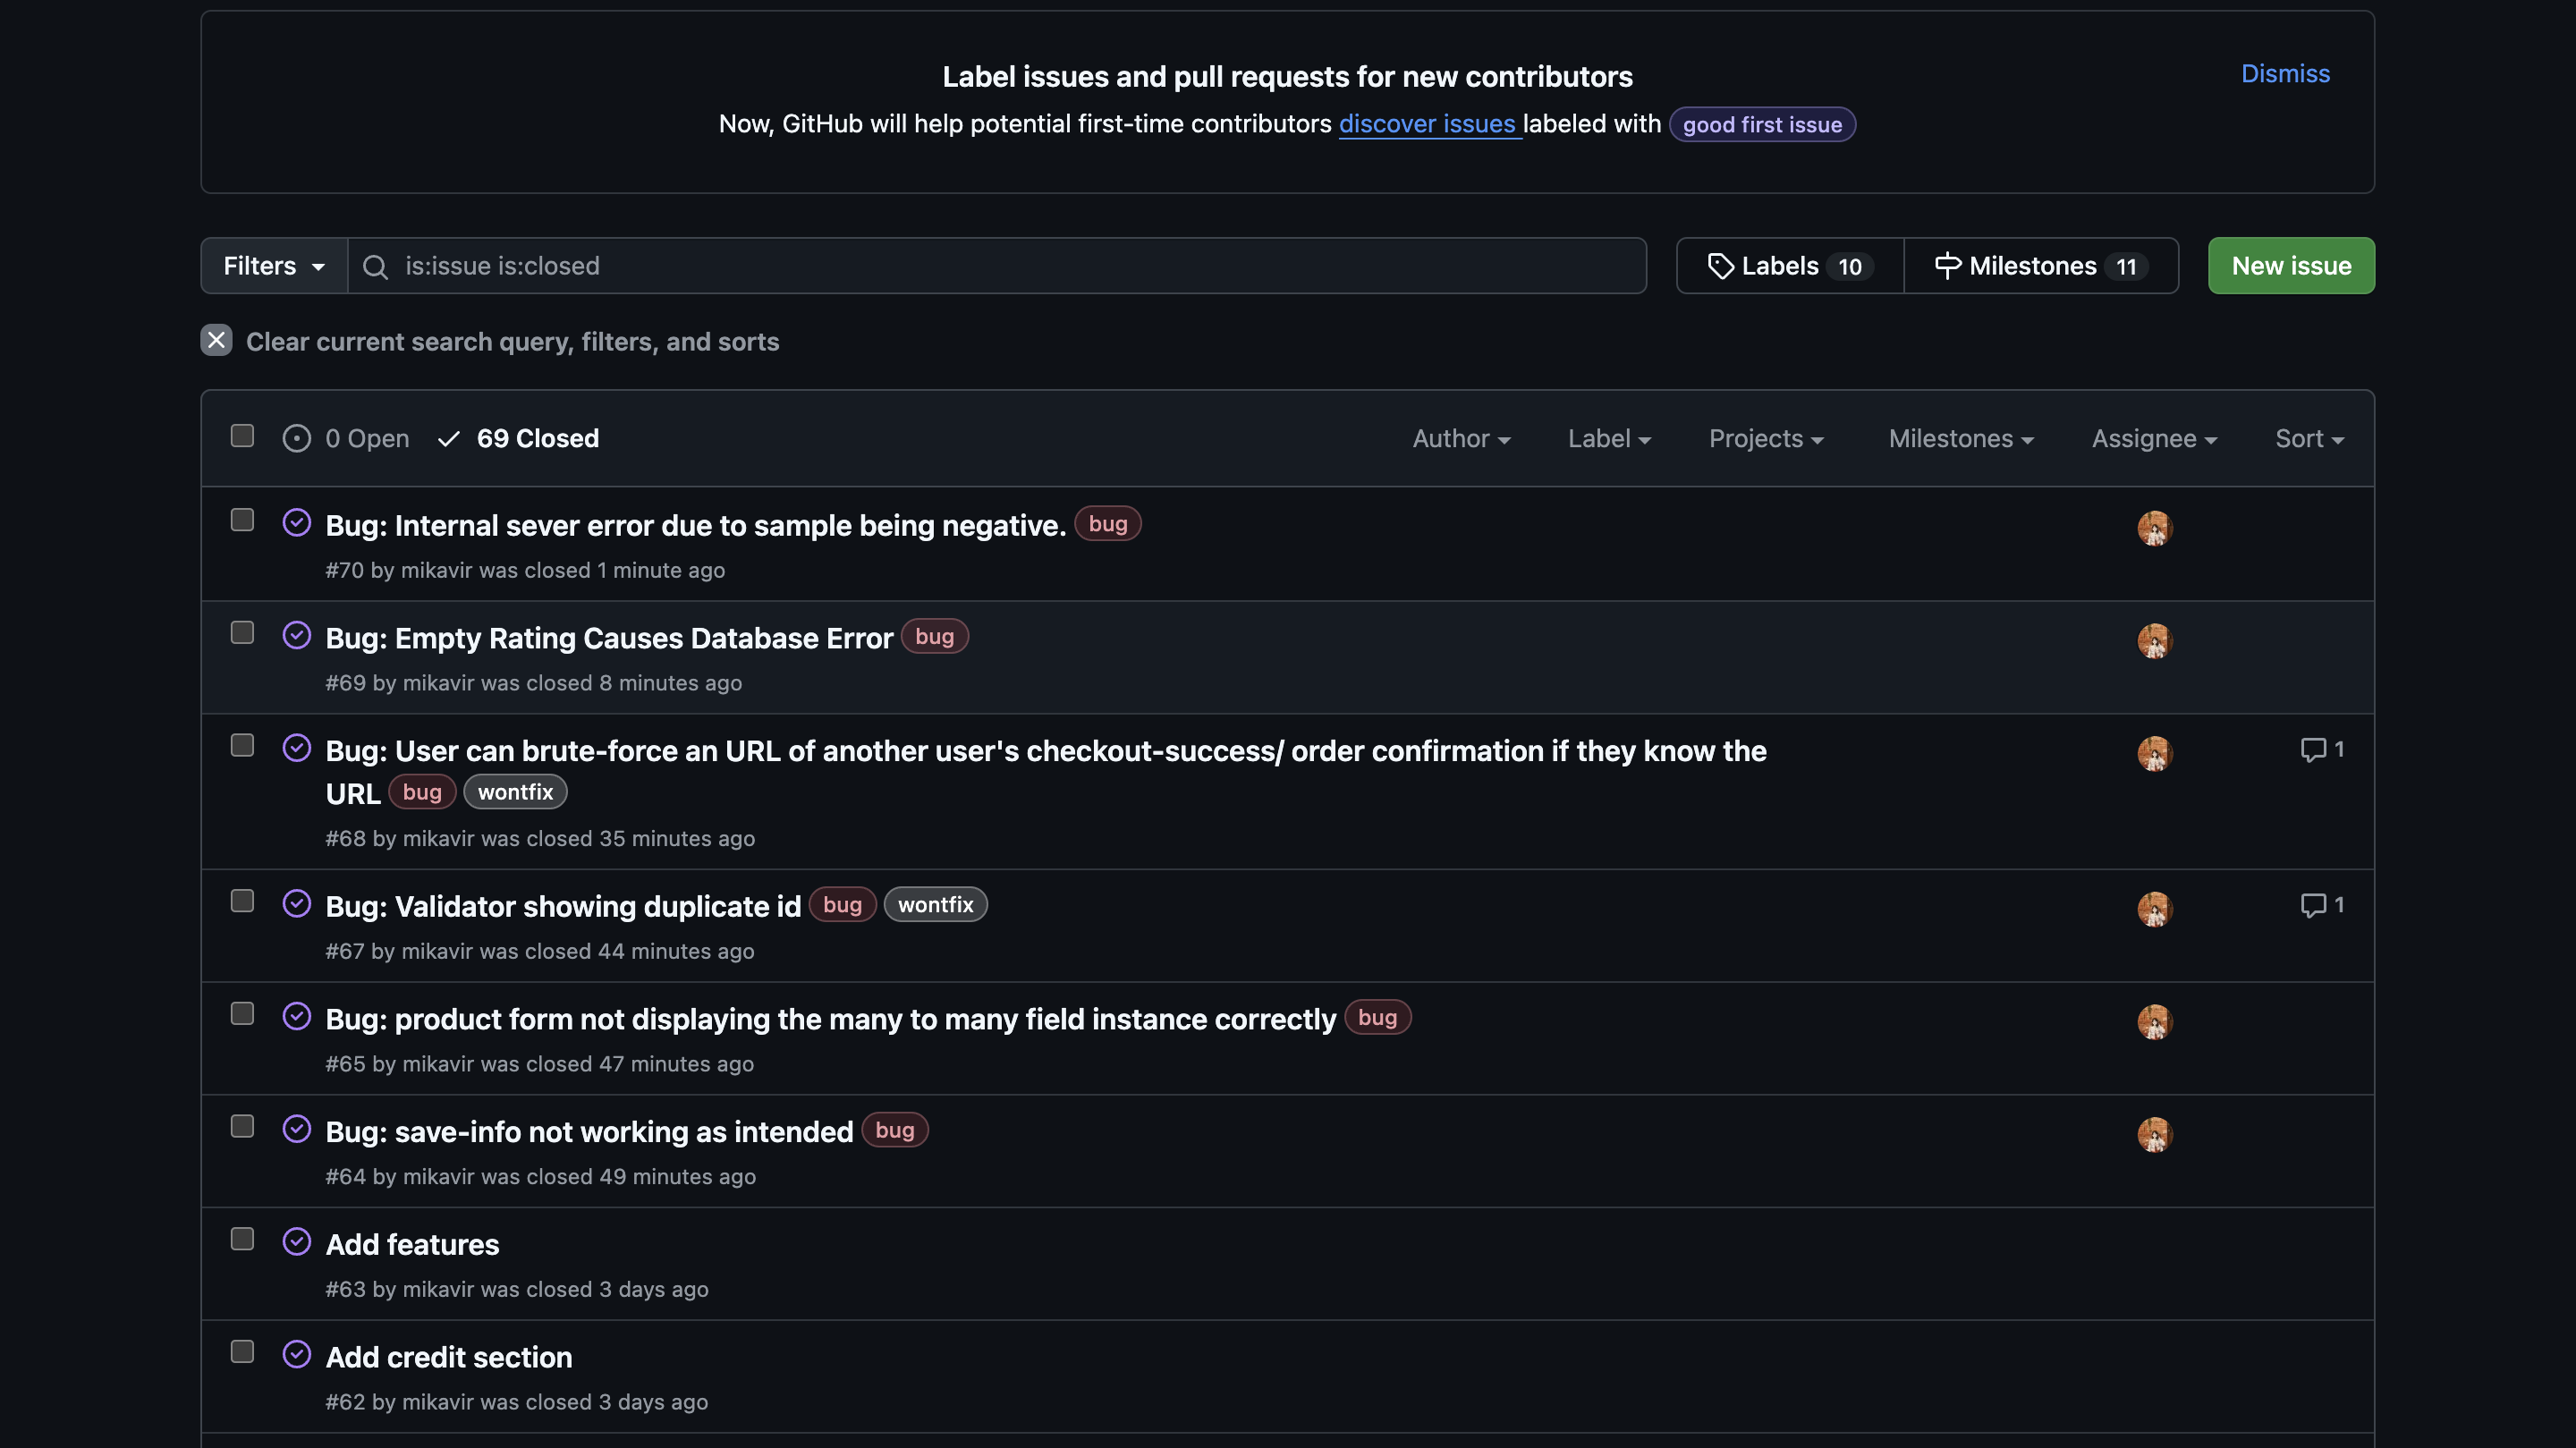 Label issues and pull requests for new contributors
Dismiss
Now, GitHub will help potential first-time contributors discover issues labeled with good first issue
Filters is:issue is:closed Labels 10 Milestones 11 New issue
Clear current search query, filters, and sorts
0 Open 69 Closed Author Label Projects Milestones Assignee Sort
Bug: Internal sever error due to sample being negative. bug
#70 by mikavir was closed 1 minute ago
Bug: Empty Rating Causes Database Error bug
#69 by mikavir was closed 8 minutes ago
Bug: User can brute-force an URL of another user's checkout-success/ order confirmation if they know the
URL bug wontfix
1
#68 by mikavir was closed 35 minutes ago
Bug: Validator showing duplicate id bug wontfix
1
#67 by mikavir was closed 44 minutes ago
Bug: product form not displaying the many to many field instance correctly bug
#65 by mikavir was closed 47 minutes ago
Bug: save-info not working as intended bug
#64 by mikavir was closed 49 minutes ago
Add features
#63 by mikavir was closed 3 days ago
Add credit section
#62 by mikavir was closed 3 days ago